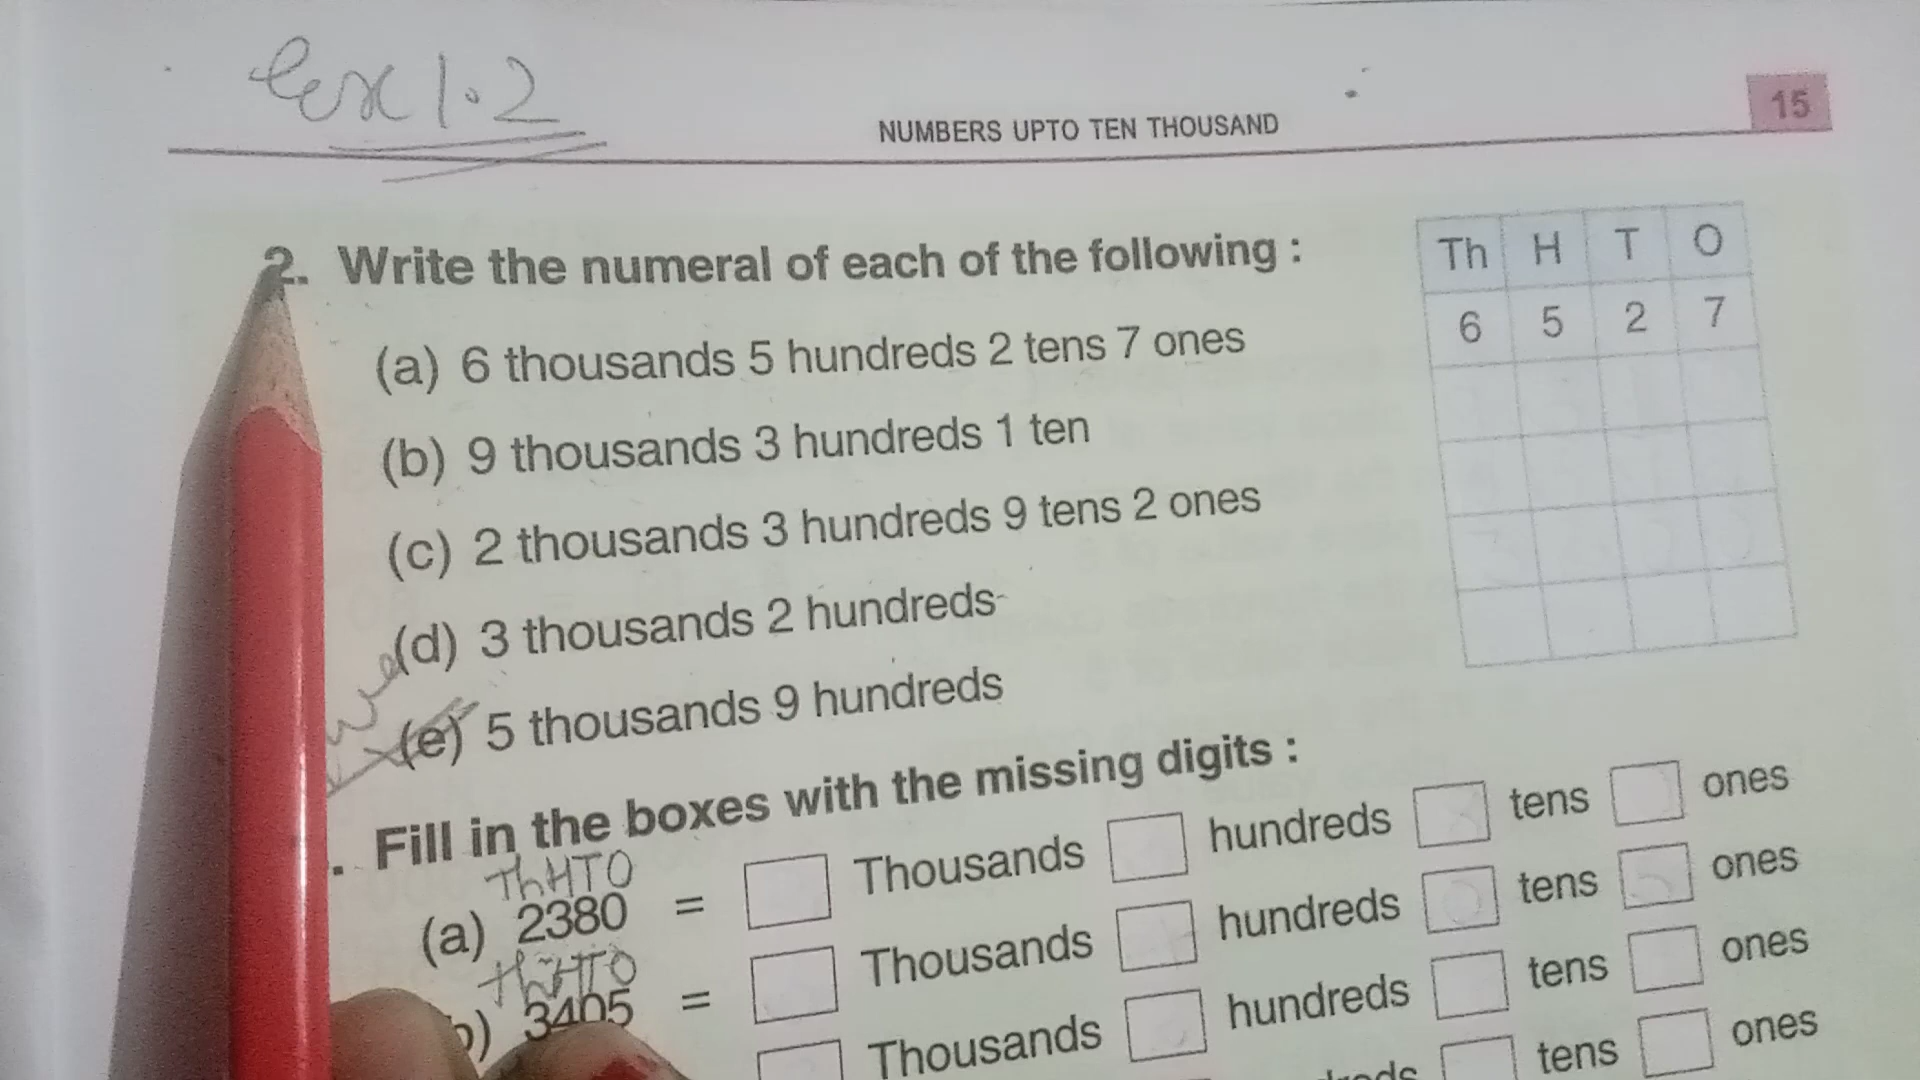 Ex 1.2
NUMBERS UPTO TEN THOUSAND 15
2. Write the numeral of each of the following :
Th H T O
6 5 2 7
(a) 6 thousands 5 hundreds 2 tens 7 ones
(b) 9 thousands 3 hundreds 1 ten
(c) 2 thousands 3 hundreds 9 tens 2 ones
(d) 3 thousands 2 hundreds
(e) 5 thousands 9 hundreds
. Fill in the boxes with the missing digits :
ThHTO
(a) 2380 = Thousands hundreds tens ones
ThHTO
) 3405 = Thousands hundreds tens ones
Thousands hundreds tens ones
tens ones